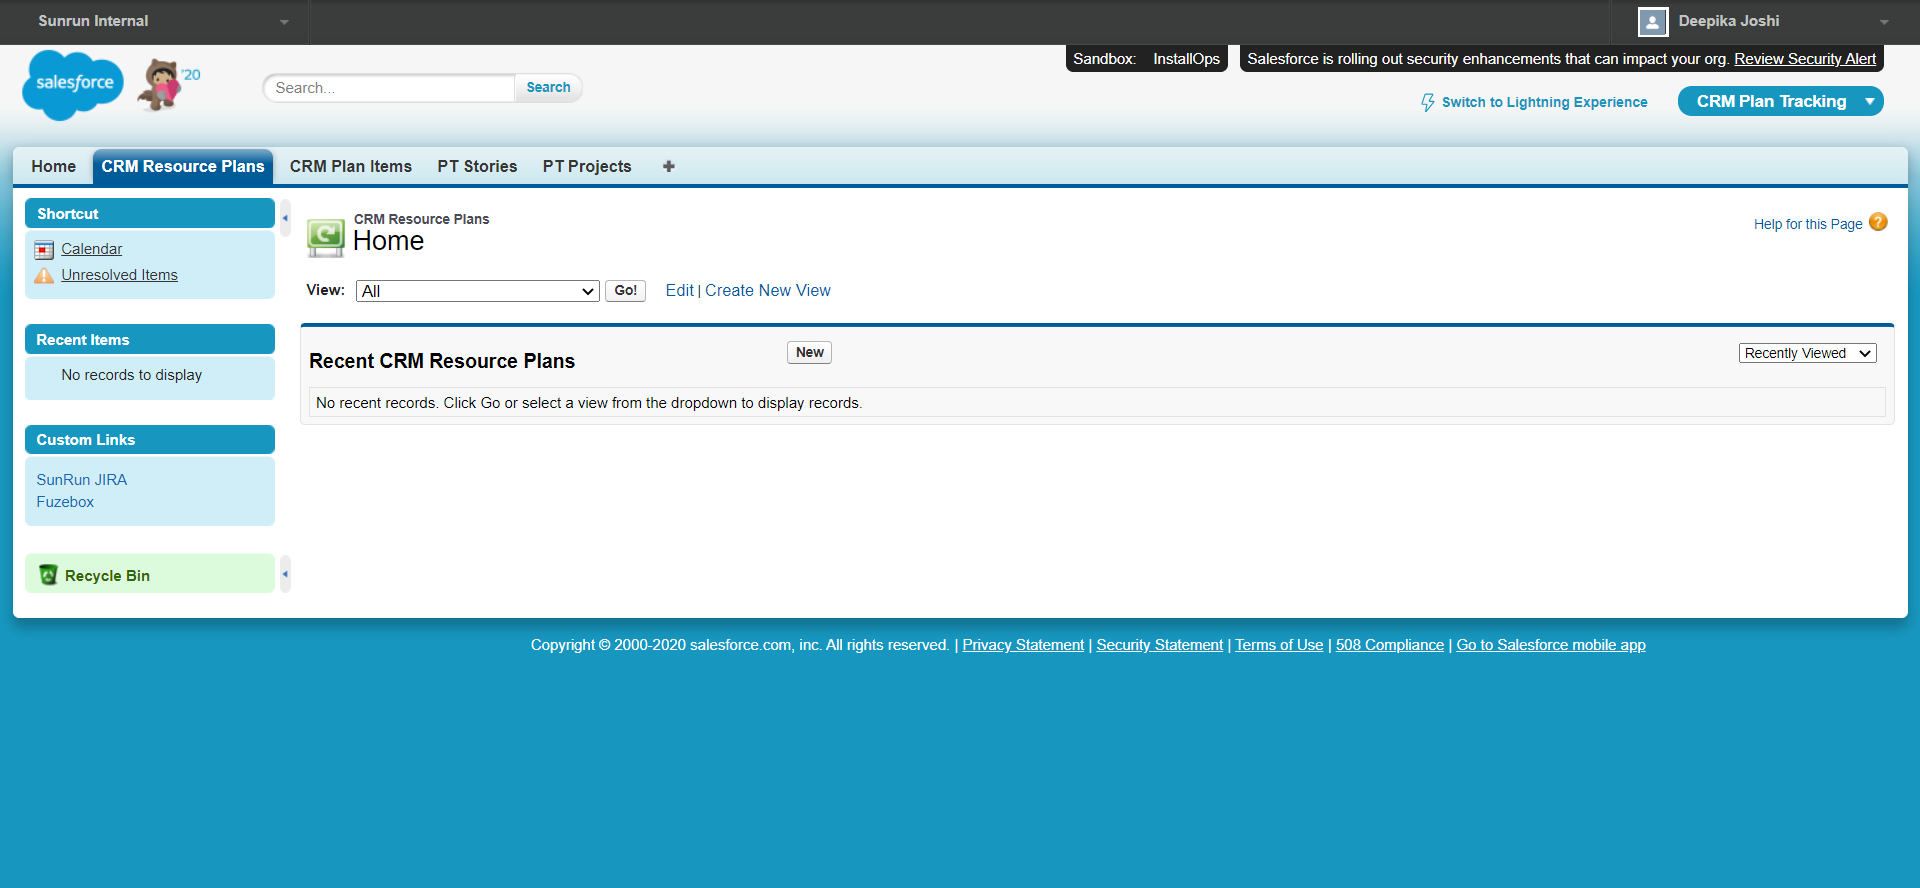 Sunrun Internal
Deepika Joshi
salesforce
'20
Search...
Search
Sandbox: InstallOps
Salesforce is rolling out security enhancements that can impact your org. Review Security Alert
Switch to Lightning Experience
CRM Plan Tracking
Home
CRM Resource Plans
CRM Plan Items
PT Stories
PT Projects
Shortcut
Calendar
Unresolved Items
Recent Items
No records to display
Custom Links
SunRun JIRA
Fuzebox
Recycle Bin
CRM Resource Plans
Home
Help for this Page ?
View: All Go! Edit | Create New View
Recent CRM Resource Plans
New
Recently Viewed
No recent records. Click Go or select a view from the dropdown to display records.
Copyright © 2000-2020 salesforce.com, inc. All rights reserved. | Privacy Statement | Security Statement | Terms of Use | 508 Compliance | Go to Salesforce mobile app